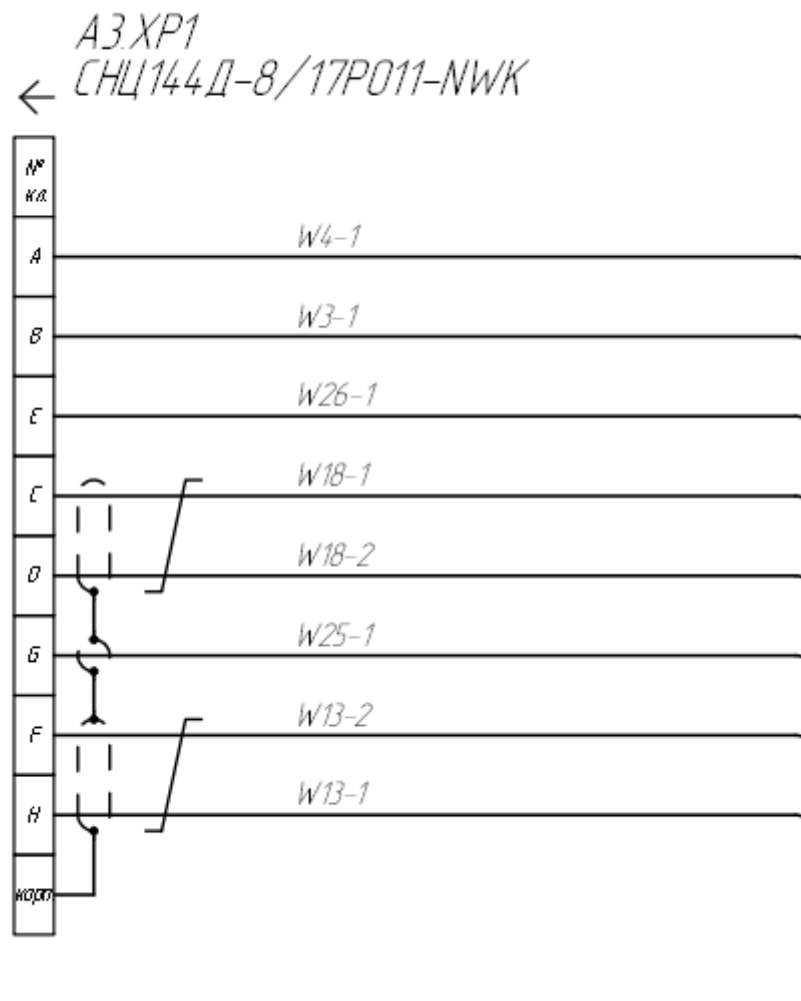 А3.ХР1
СНЦ144Д-8/17Р011-NWK
№
кл.
A W4-1
B W3-1
E W26-1
C W18-1
D W18-2
G W25-1
F W13-2
H W13-1
корп